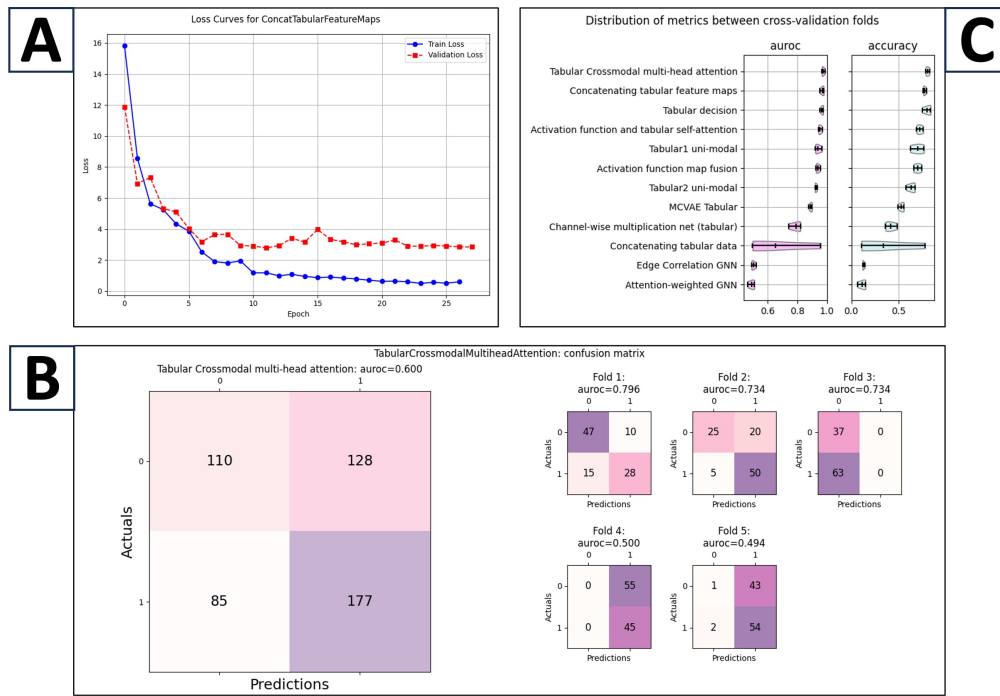 A
Loss Curves for ConcatTabularFeatureMaps
Train Loss
Validation Loss
16
14
12
10
8
6
4
2
0
Loss
0 5 10 15 20 25
Epoch
C
Distribution of metrics between cross-validation folds
auroc accuracy
Tabular Crossmodal multi-head attention
Concatenating tabular feature maps
Tabular decision
Activation function and tabular self-attention
Tabular1 uni-modal
Activation function map fusion
Tabular2 uni-modal
MCVAE Tabular
Channel-wise multiplication net (tabular)
Concatenating tabular data
Edge Correlation GNN
Attention-weighted GNN
0.6 0.8 1.0 0.5
B
TabularCrossmodalMultiheadAttention: confusion matrix
Tabular Crossmodal multi-head attention: auroc=0.600
0 1
0 110 128
Actuals
1 85 177
Predictions
Fold 1:
auroc=0.796
0 1
0 47 10
Actuals
1 15 28
Predictions
Fold 2:
auroc=0.734
0 1
0 25 20
Actuals
1 5 50
Predictions
Fold 3:
auroc=0.734
0 1
0 37 0
Actuals
1 63 0
Predictions
Fold 4:
auroc=0.500
0 1
0 0 55
Actuals
1 0 45
Predictions
Fold 5:
auroc=0.494
0 1
0 1 43
Actuals
1 2 54
Predictions